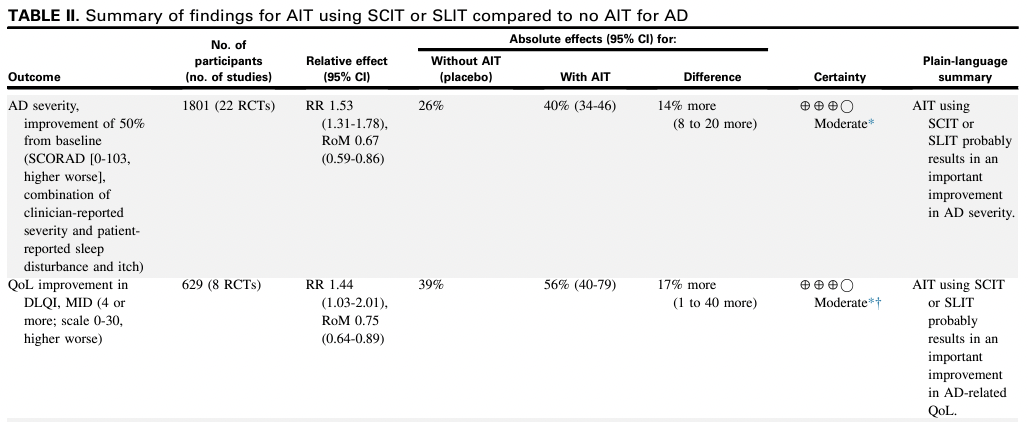 TABLE II. Summary of findings for AIT using SCIT or SLIT compared to no AIT for AD
Absolute effects (95% CI) for:
Outcome
No. of
participants
(no. of studies)
Relative effect
(95% CI)
Without AIT
(placebo)
With AIT
Difference
Certainty
Plain-language
summary
AD severity,
improvement of 50%
from baseline
(SCORAD [0-103,
higher worse],
combination of
clinician-reported
severity and patient-
reported sleep
disturbance and itch)
1801 (22 RCTs)
RR 1.53
(1.31-1.78),
RoM 0.67
(0.59-0.86)
26%
40% (34-46)
14% more
(8 to 20 more)
⊕⊕⊕◯
Moderate*
AIT using
SCIT or
SLIT probably
results in an
important
improvement
in AD severity.
QoL improvement in
DLQI, MID (4 or
more; scale 0-30,
higher worse)
629 (8 RCTs)
RR 1.44
(1.03-2.01),
RoM 0.75
(0.64-0.89)
39%
56% (40-79)
17% more
(1 to 40 more)
⊕⊕⊕◯
Moderate*†
AIT using SCIT
or SLIT
probably
results in an
important
improvement
in AD-related
QoL.